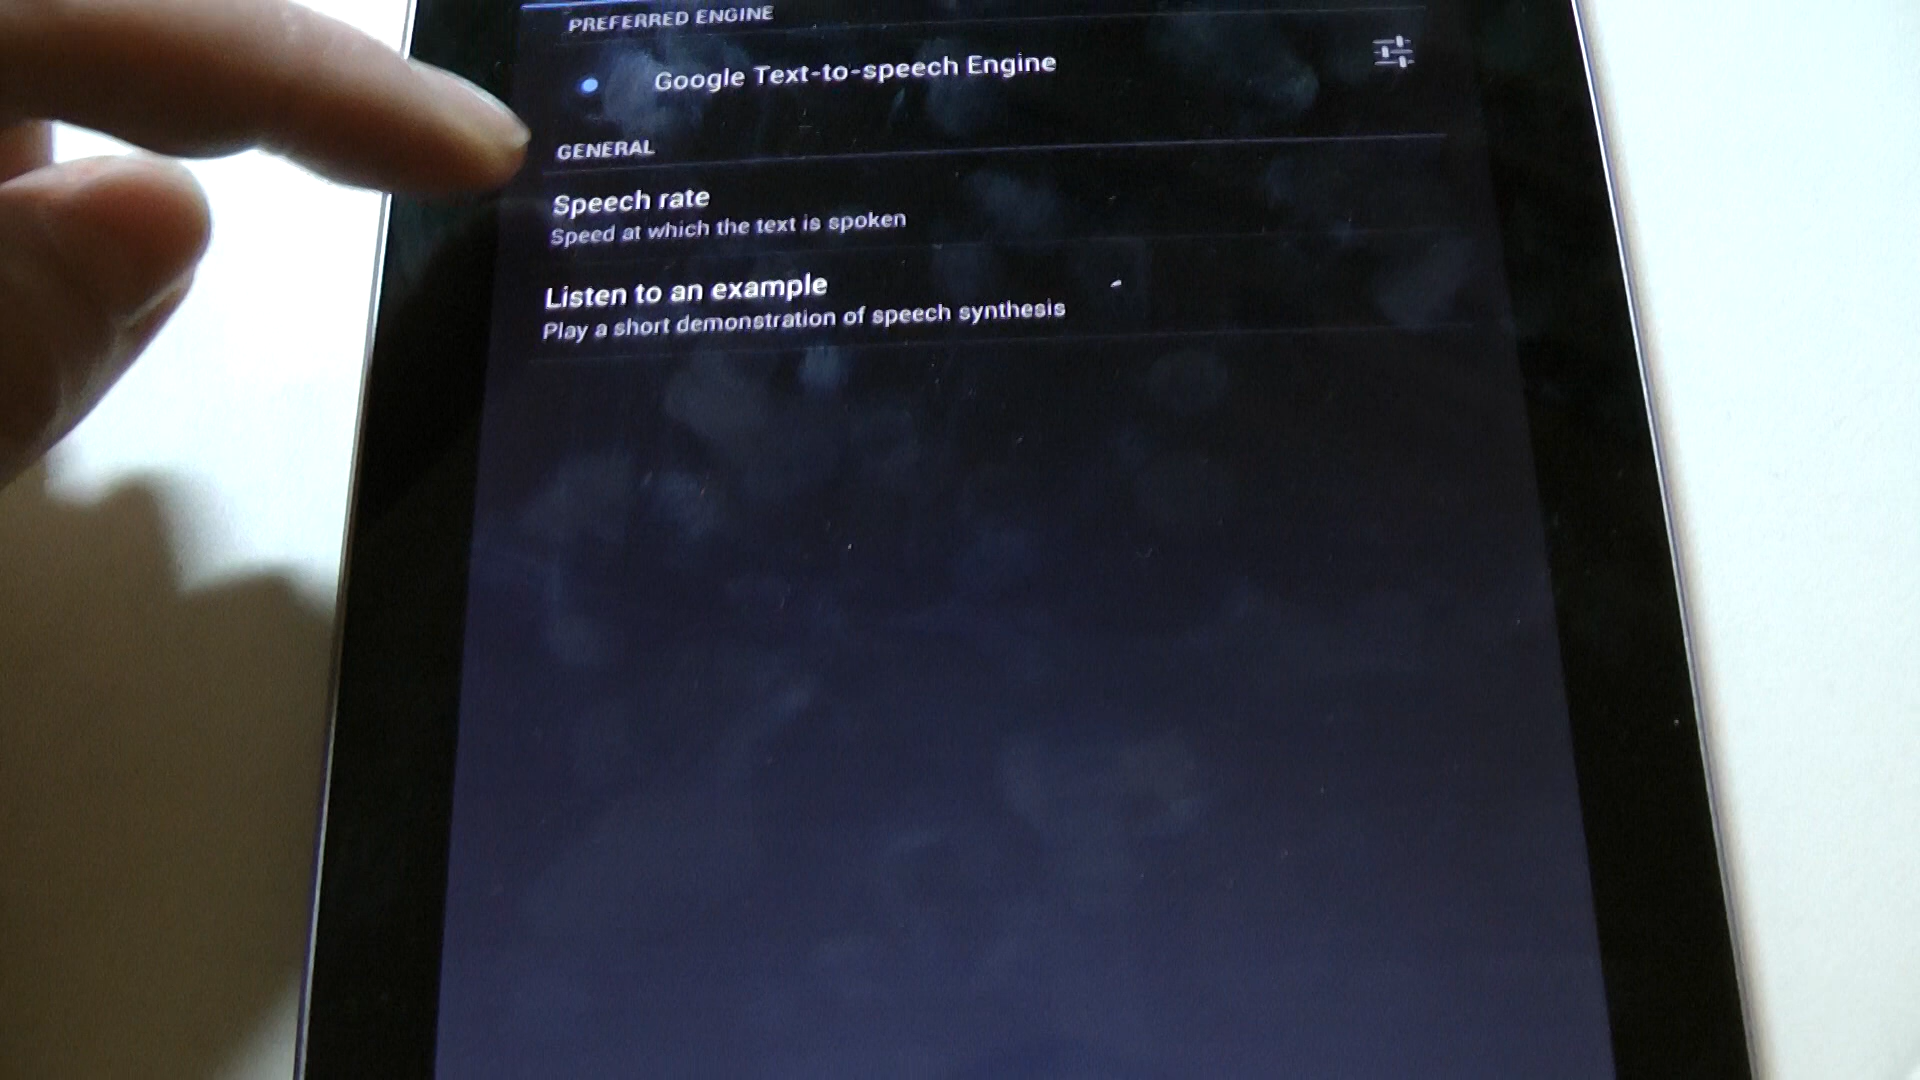 PREFERRED ENGINE
Google Text-to-speech Engine
GENERAL
Speech rate
Speed at which the text is spoken
Listen to an example
Play a short demonstration of speech synthesis